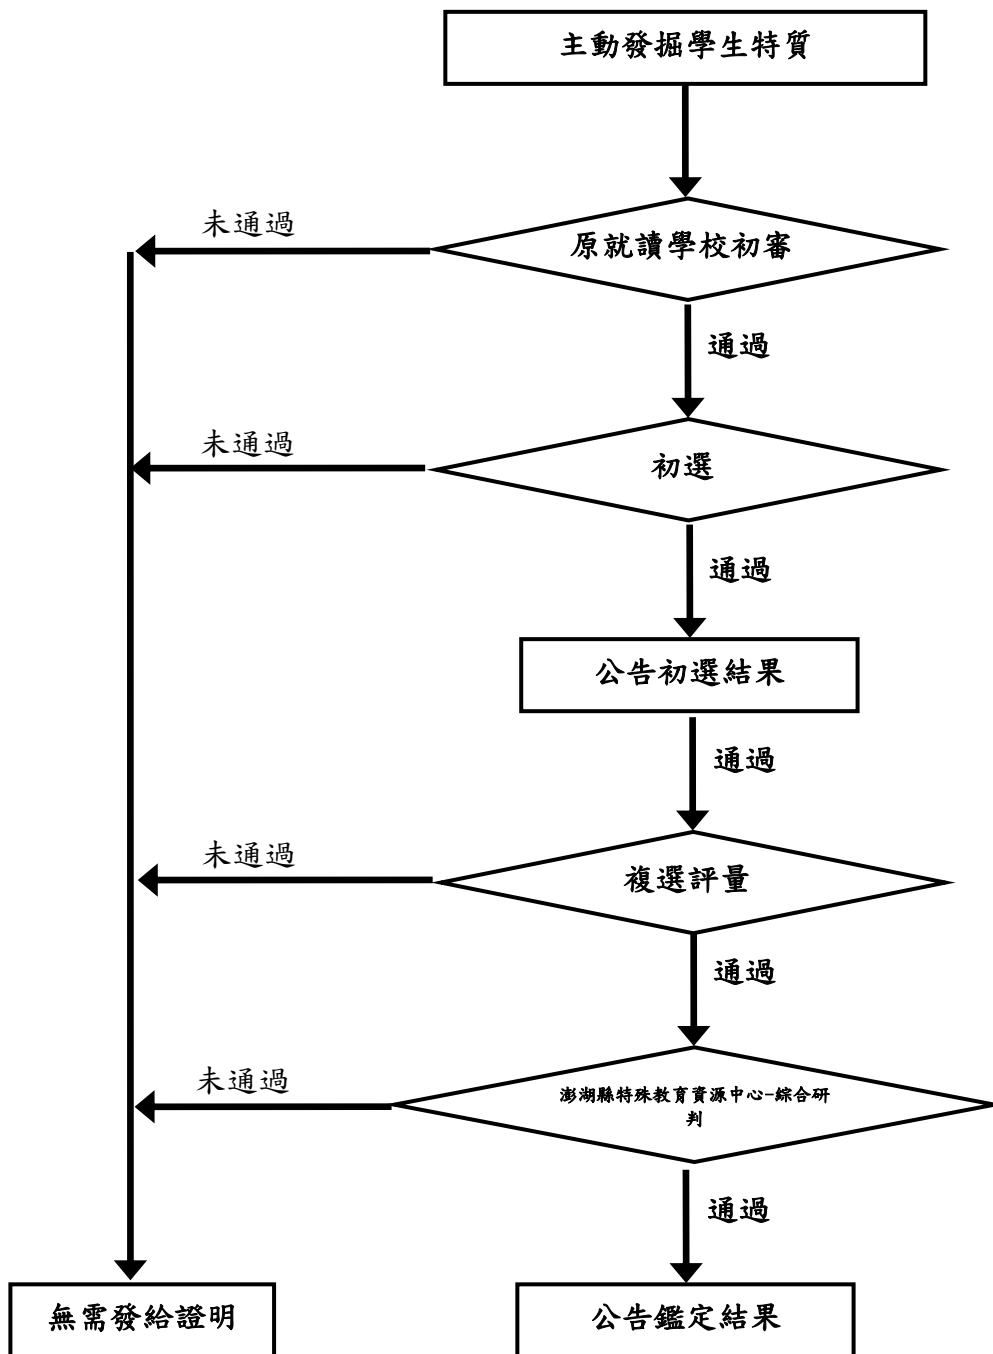 主動發掘學生特質
未通過
原就讀學校初審
通過
未通過
初選
通過
公告初選結果
通過
未通過
複選評量
通過
未通過
澎湖縣特殊教育資源中心-綜合研
判
通過
無需發給證明
公告鑑定結果